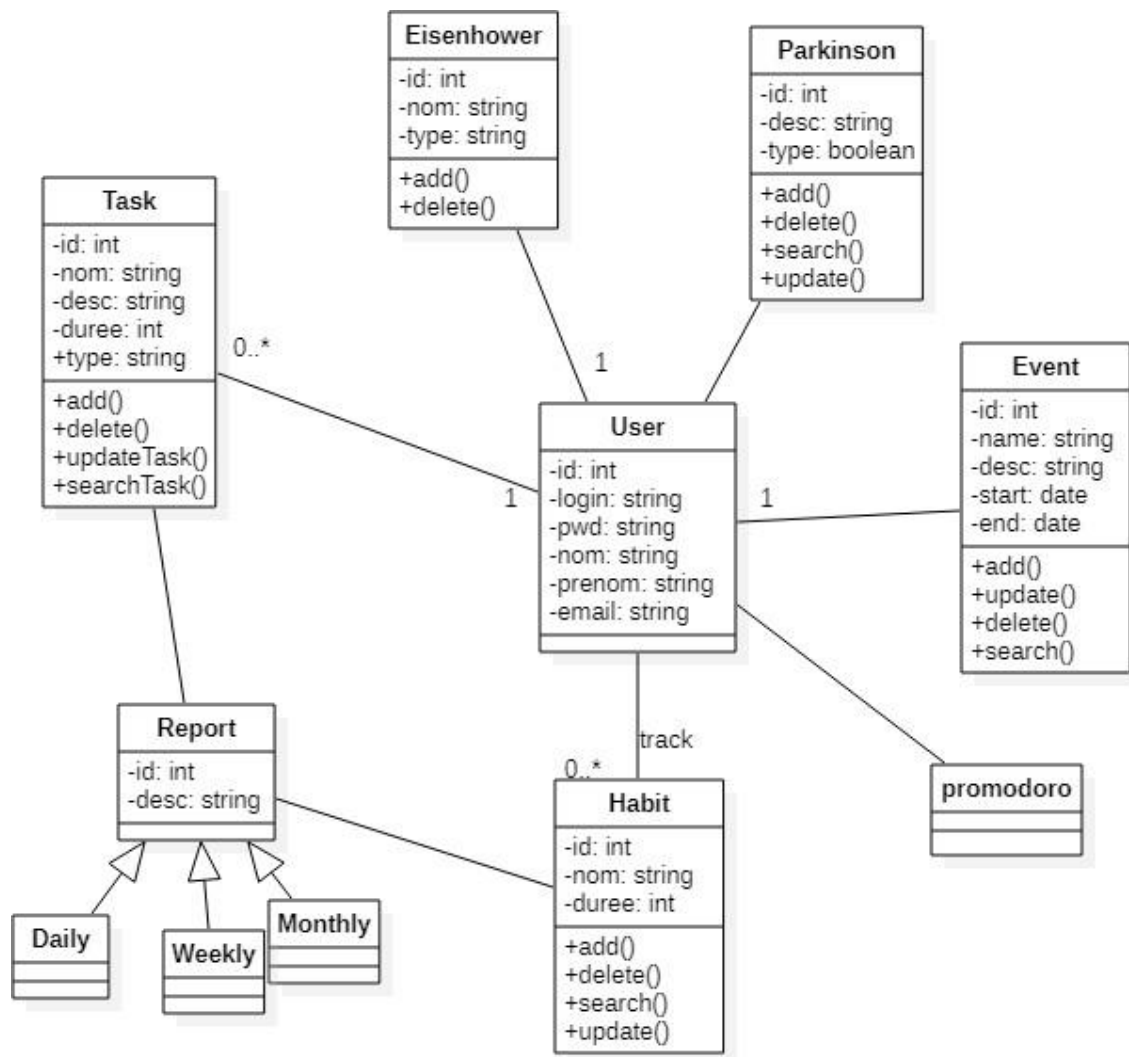 Eisenhower
-id: int
-nom: string
-type: string
+add()
+delete()
Parkinson
-id: int
-desc: string
-type: boolean
+add()
+delete()
+search()
+update()
Task
-id: int
-nom: string
-desc: string
-duree: int
+type: string
+add()
+delete()
+updateTask()
+searchTask()
0..*
1
1
1
User
-id: int
-login: string
-pwd: string
-nom: string
-prenom: string
-email: string
Event
-id: int
-name: string
-desc: string
-start: date
-end: date
+add()
+update()
+delete()
+search()
Report
-id: int
-desc: string
track
0..*
Habit
-id: int
-nom: string
-duree: int
+add()
+delete()
+search()
+update()
promodoro
Daily
Weekly
Monthly